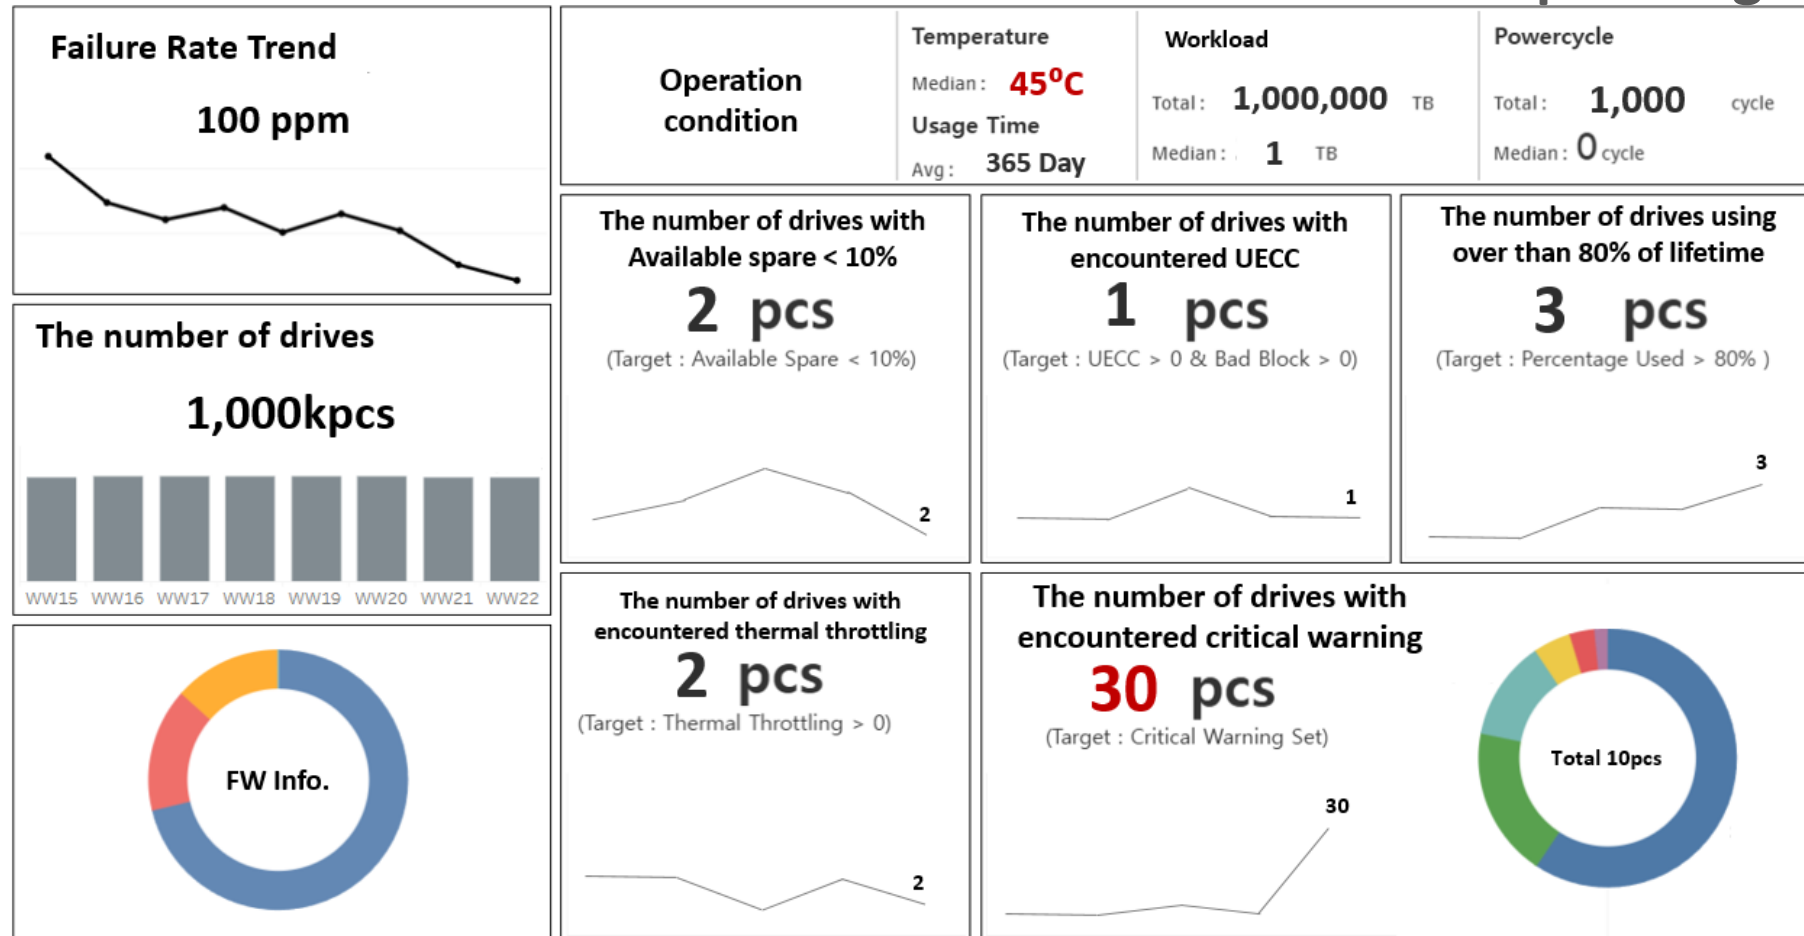 Failure Rate Trend
100 ppm
The number of drives
1,000kpcs
WW15 WW16 WW17 WW18 WW19 WW20 WW21 WW22
FW Info.
Operation
condition
Temperature
Median : 45⁰C
Usage Time
Avg : 365 Day
Workload
Total : 1,000,000 TB
Median : 1 TB
Powercycle
Total : 1,000 cycle
Median : 0 cycle
The number of drives with
Available spare < 10%
2 pcs
(Target : Available Spare < 10%)
2
The number of drives with
encountered UECC
1 pcs
(Target : UECC > 0 & Bad Block > 0)
1
The number of drives using
over than 80% of lifetime
3 pcs
(Target : Percentage Used > 80% )
3
The number of drives with
encountered thermal throttling
2 pcs
(Target : Thermal Throttling > 0)
2
The number of drives with
encountered critical warning
30 pcs
(Target : Critical Warning Set)
30
Total 10pcs